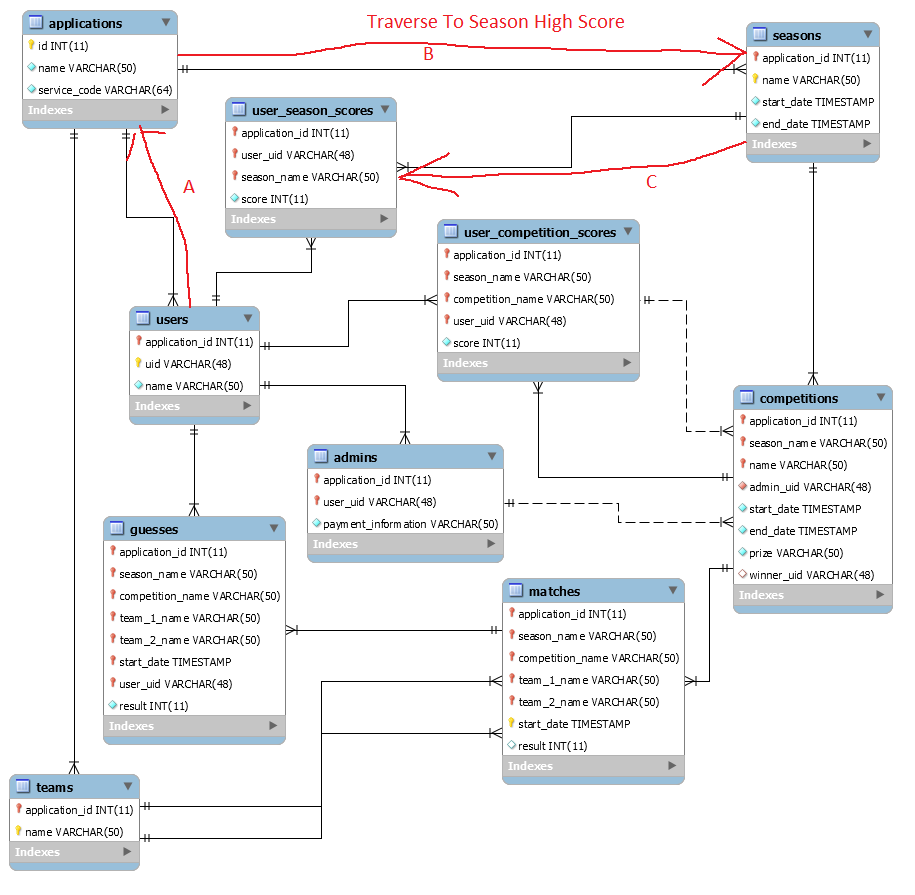 Traverse To Season High Score
applications
id INT(11)
name VARCHAR(50)
service_code VARCHAR(64)
Indexes
B
seasons
application_id INT(11)
name VARCHAR(50)
start_date TIMESTAMP
end_date TIMESTAMP
Indexes
user_season_scores
application_id INT(11)
user_uid VARCHAR(48)
season_name VARCHAR(50)
score INT(11)
Indexes
A
C
user_competition_scores
application_id INT(11)
season_name VARCHAR(50)
competition_name VARCHAR(50)
user_uid VARCHAR(48)
score INT(11)
Indexes
users
application_id INT(11)
uid VARCHAR(48)
name VARCHAR(50)
Indexes
competitions
application_id INT(11)
season_name VARCHAR(50)
name VARCHAR(50)
admin_uid VARCHAR(48)
start_date TIMESTAMP
end_date TIMESTAMP
prize VARCHAR(50)
winner_uid VARCHAR(48)
Indexes
admins
application_id INT(11)
user_uid VARCHAR(48)
payment_information VARCHAR(50)
Indexes
guesses
application_id INT(11)
season_name VARCHAR(50)
competition_name VARCHAR(50)
team_1_name VARCHAR(50)
team_2_name VARCHAR(50)
start_date TIMESTAMP
user_uid VARCHAR(48)
result INT(11)
Indexes
matches
application_id INT(11)
season_name VARCHAR(50)
competition_name VARCHAR(50)
team_1_name VARCHAR(50)
team_2_name VARCHAR(50)
start_date TIMESTAMP
result INT(11)
Indexes
teams
application_id INT(11)
name VARCHAR(50)
Indexes